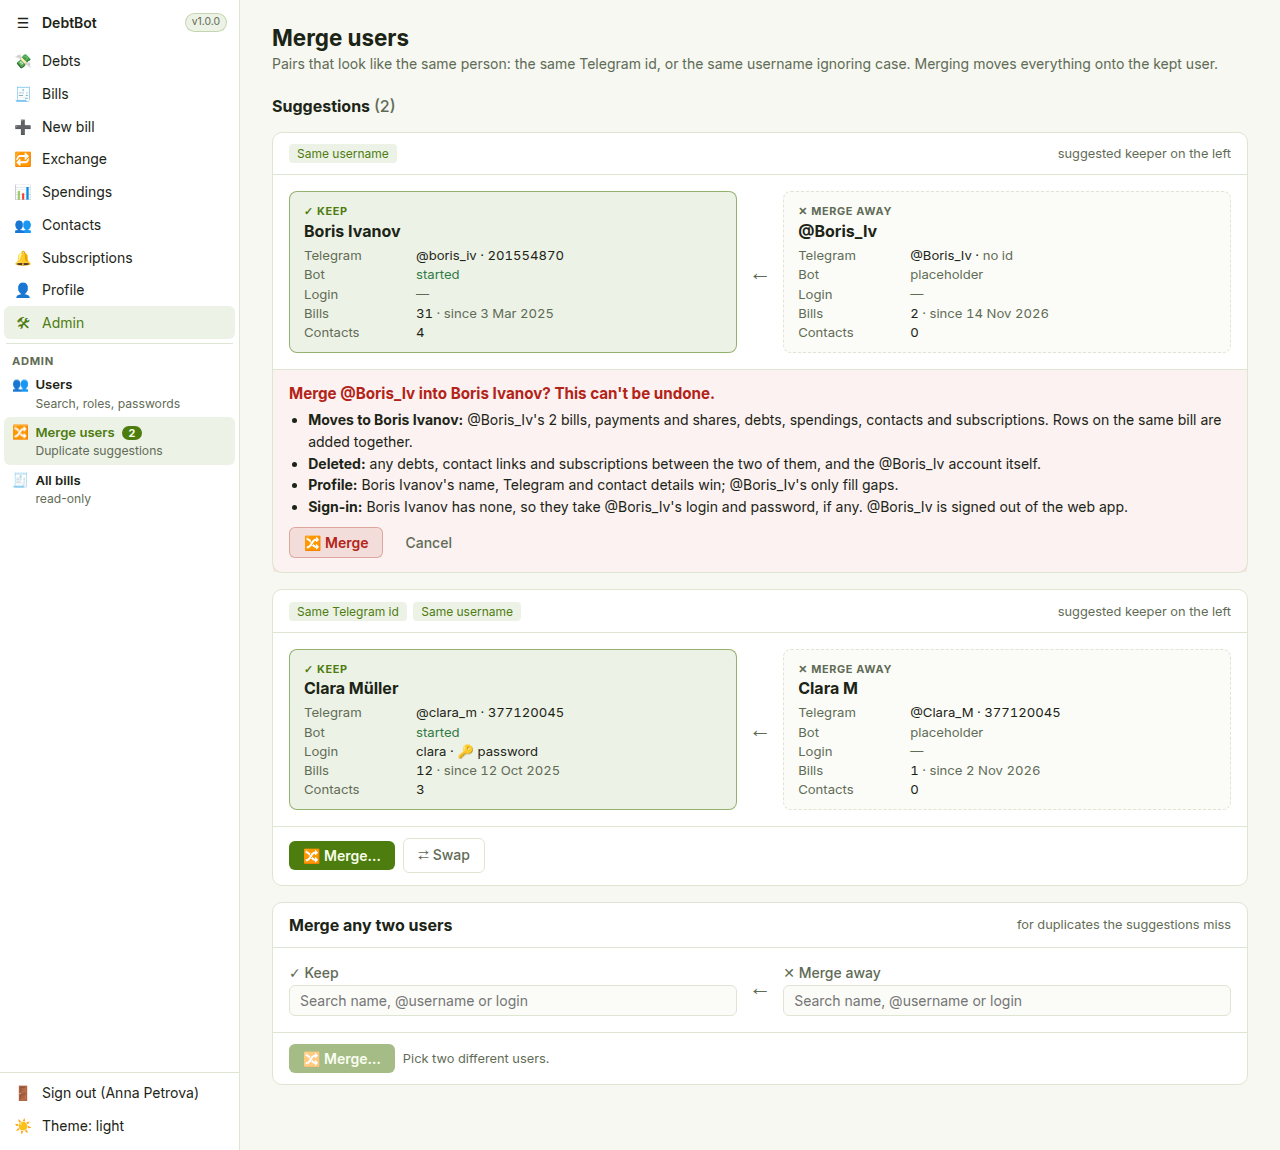 ☰ DebtBot v1.0.0
💸 Debts
🧾 Bills
➕ New bill
🔁 Exchange
📊 Spendings
👥 Contacts
🔔 Subscriptions
👤 Profile
🛠 Admin
ADMIN
👥 Users
Search, roles, passwords
🔀 Merge users 2
Duplicate suggestions
🧾 All bills
read-only
🚪 Sign out (Anna Petrova)
☀️ Theme: light
Merge users
Pairs that look like the same person: the same Telegram id, or the same username ignoring case. Merging moves everything onto the kept user.
Suggestions (2)
Same username
suggested keeper on the left
✓ KEEP
Boris Ivanov
Telegram @boris_iv · 201554870
Bot started
Login —
Bills 31 · since 3 Mar 2025
Contacts 4
←
✕ MERGE AWAY
@Boris_Iv
Telegram @Boris_Iv · no id
Bot placeholder
Login —
Bills 2 · since 14 Nov 2026
Contacts 0
Merge @Boris_Iv into Boris Ivanov? This can't be undone.
• Moves to Boris Ivanov: @Boris_Iv's 2 bills, payments and shares, debts, spendings, contacts and subscriptions. Rows on the same bill are
added together.
• Deleted: any debts, contact links and subscriptions between the two of them, and the @Boris_Iv account itself.
• Profile: Boris Ivanov's name, Telegram and contact details win; @Boris_Iv's only fill gaps.
• Sign-in: Boris Ivanov has none, so they take @Boris_Iv's login and password, if any. @Boris_Iv is signed out of the web app.
🔀 Merge Cancel
Same Telegram id Same username
suggested keeper on the left
✓ KEEP
Clara Müller
Telegram @clara_m · 377120045
Bot started
Login clara · 🔑 password
Bills 12 · since 12 Oct 2025
Contacts 3
←
✕ MERGE AWAY
Clara M
Telegram @Clara_M · 377120045
Bot placeholder
Login —
Bills 1 · since 2 Nov 2026
Contacts 0
🔀 Merge... ⇄ Swap
Merge any two users
for duplicates the suggestions miss
✓ Keep
Search name, @username or login
←
✕ Merge away
Search name, @username or login
🔀 Merge... Pick two different users.